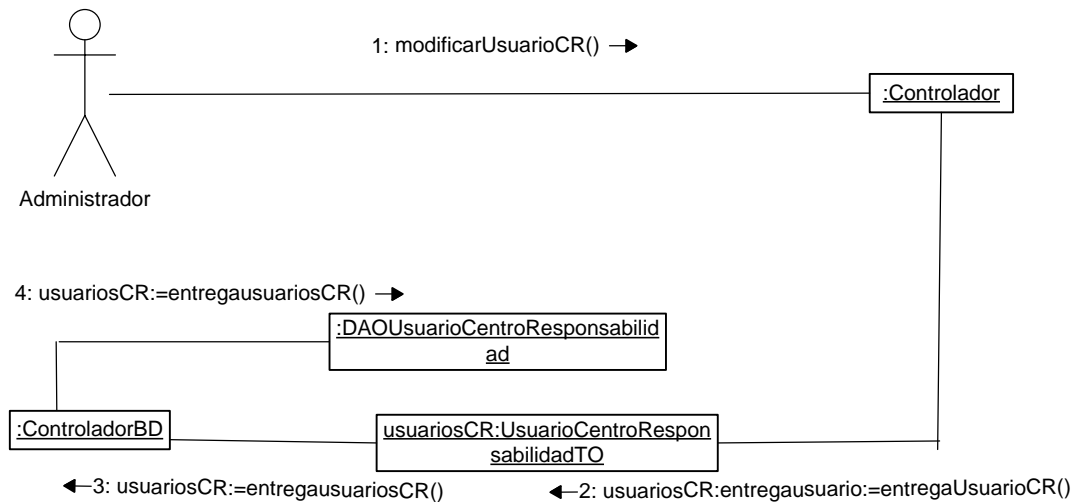 1: modificarUsuarioCR()
:Controlador
Administrador
4: usuariosCR:=entregausuariosCR()
:DAOUsuarioCentroResponsabilid
ad
:ControladorBD
usuariosCR:UsuarioCentroRespon
sabilidadTO
3: usuariosCR:=entregausuariosCR()
2: usuariosCR:entregausuario:=entregaUsuarioCR()